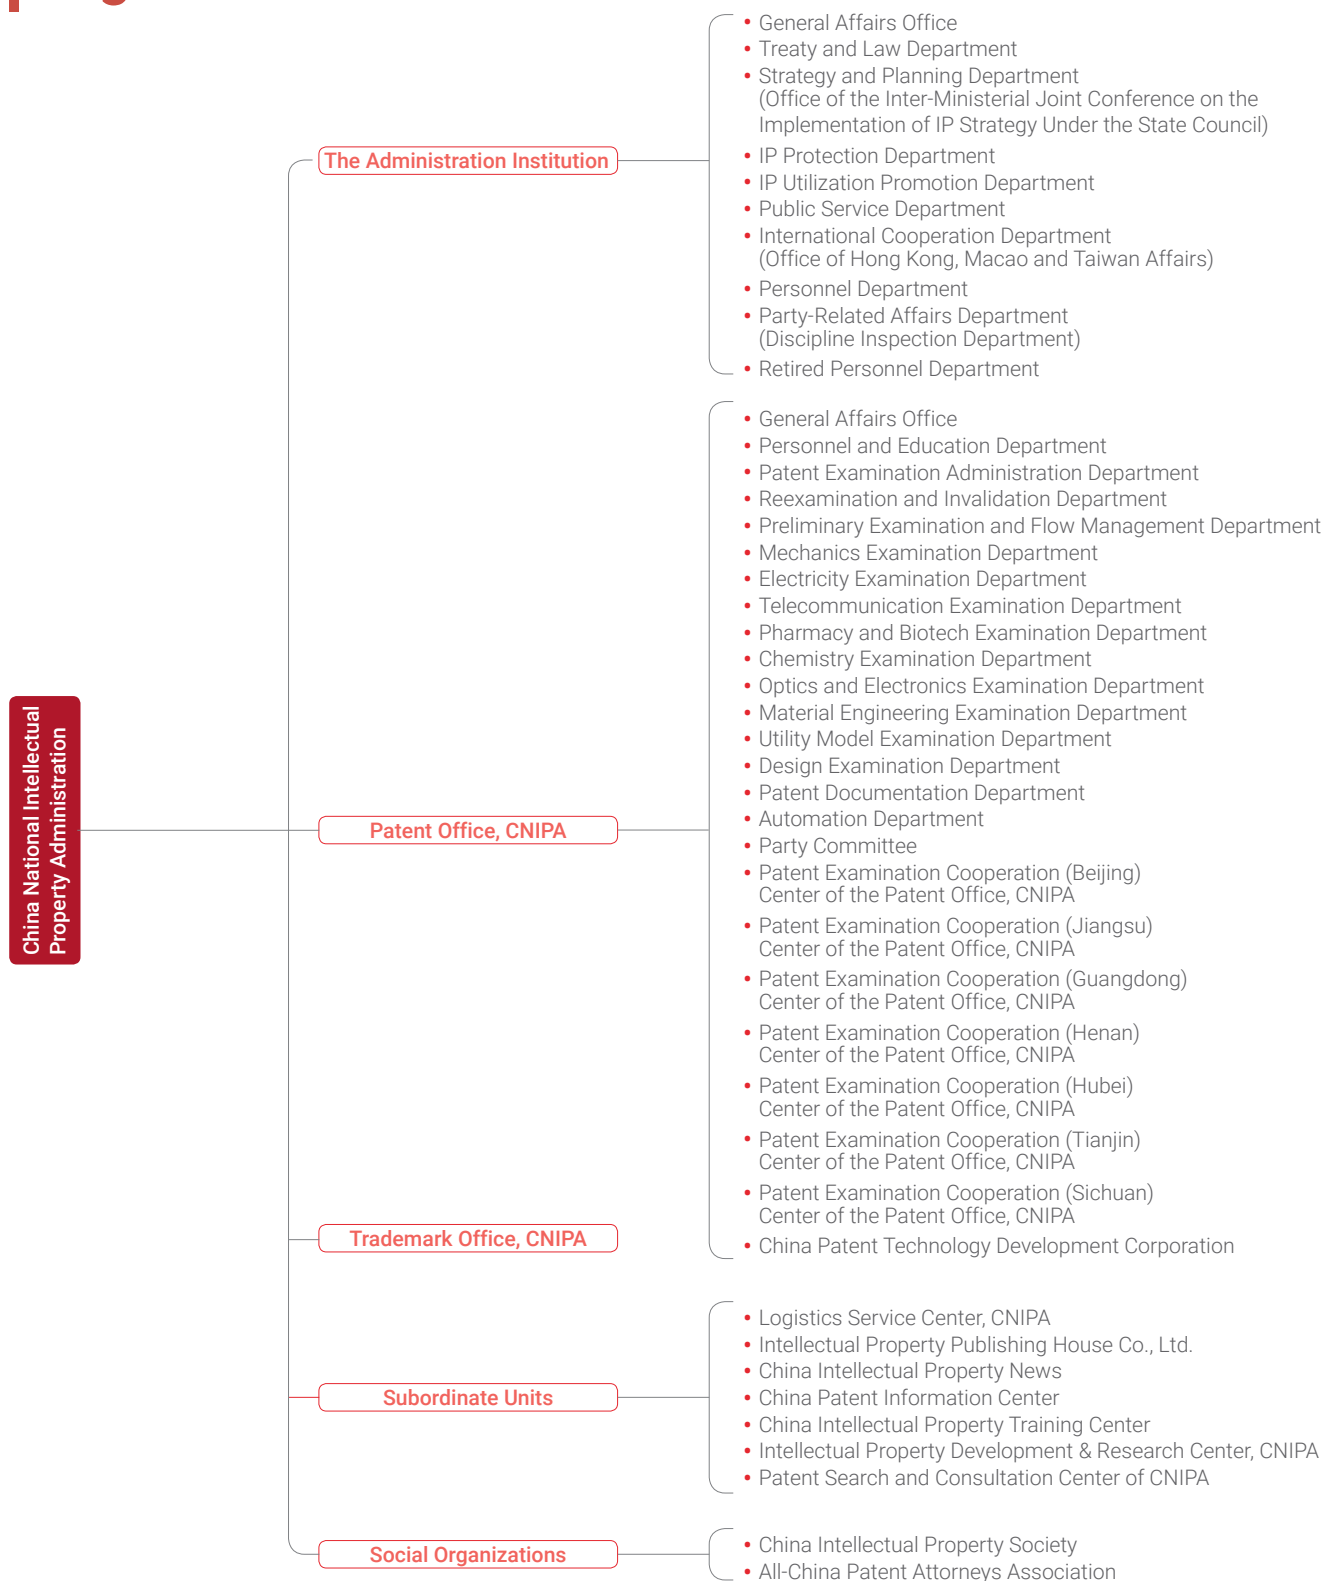 China National Intellectual
Property Administration
The Administration Institution
• General Affairs Office
• Treaty and Law Department
• Strategy and Planning Department
(Office of the Inter-Ministerial Joint Conference on the
Implementation of IP Strategy Under the State Council)
• IP Protection Department
• IP Utilization Promotion Department
• Public Service Department
• International Cooperation Department
(Office of Hong Kong, Macao and Taiwan Affairs)
• Personnel Department
• Party-Related Affairs Department
(Discipline Inspection Department)
• Retired Personnel Department
Patent Office, CNIPA
• General Affairs Office
• Personnel and Education Department
• Patent Examination Administration Department
• Reexamination and Invalidation Department
• Preliminary Examination and Flow Management Department
• Mechanics Examination Department
• Electricity Examination Department
• Telecommunication Examination Department
• Pharmacy and Biotech Examination Department
• Chemistry Examination Department
• Optics and Electronics Examination Department
• Material Engineering Examination Department
• Utility Model Examination Department
• Design Examination Department
• Patent Documentation Department
• Automation Department
• Party Committee
• Patent Examination Cooperation (Beijing)
Center of the Patent Office, CNIPA
• Patent Examination Cooperation (Jiangsu)
Center of the Patent Office, CNIPA
• Patent Examination Cooperation (Guangdong)
Center of the Patent Office, CNIPA
• Patent Examination Cooperation (Henan)
Center of the Patent Office, CNIPA
• Patent Examination Cooperation (Hubei)
Center of the Patent Office, CNIPA
• Patent Examination Cooperation (Tianjin)
Center of the Patent Office, CNIPA
• Patent Examination Cooperation (Sichuan)
Center of the Patent Office, CNIPA
• China Patent Technology Development Corporation
Trademark Office, CNIPA
Subordinate Units
• Logistics Service Center, CNIPA
• Intellectual Property Publishing House Co., Ltd.
• China Intellectual Property News
• China Patent Information Center
• China Intellectual Property Training Center
• Intellectual Property Development & Research Center, CNIPA
• Patent Search and Consultation Center of CNIPA
Social Organizations
• China Intellectual Property Society
• All-China Patent Attorneys Association